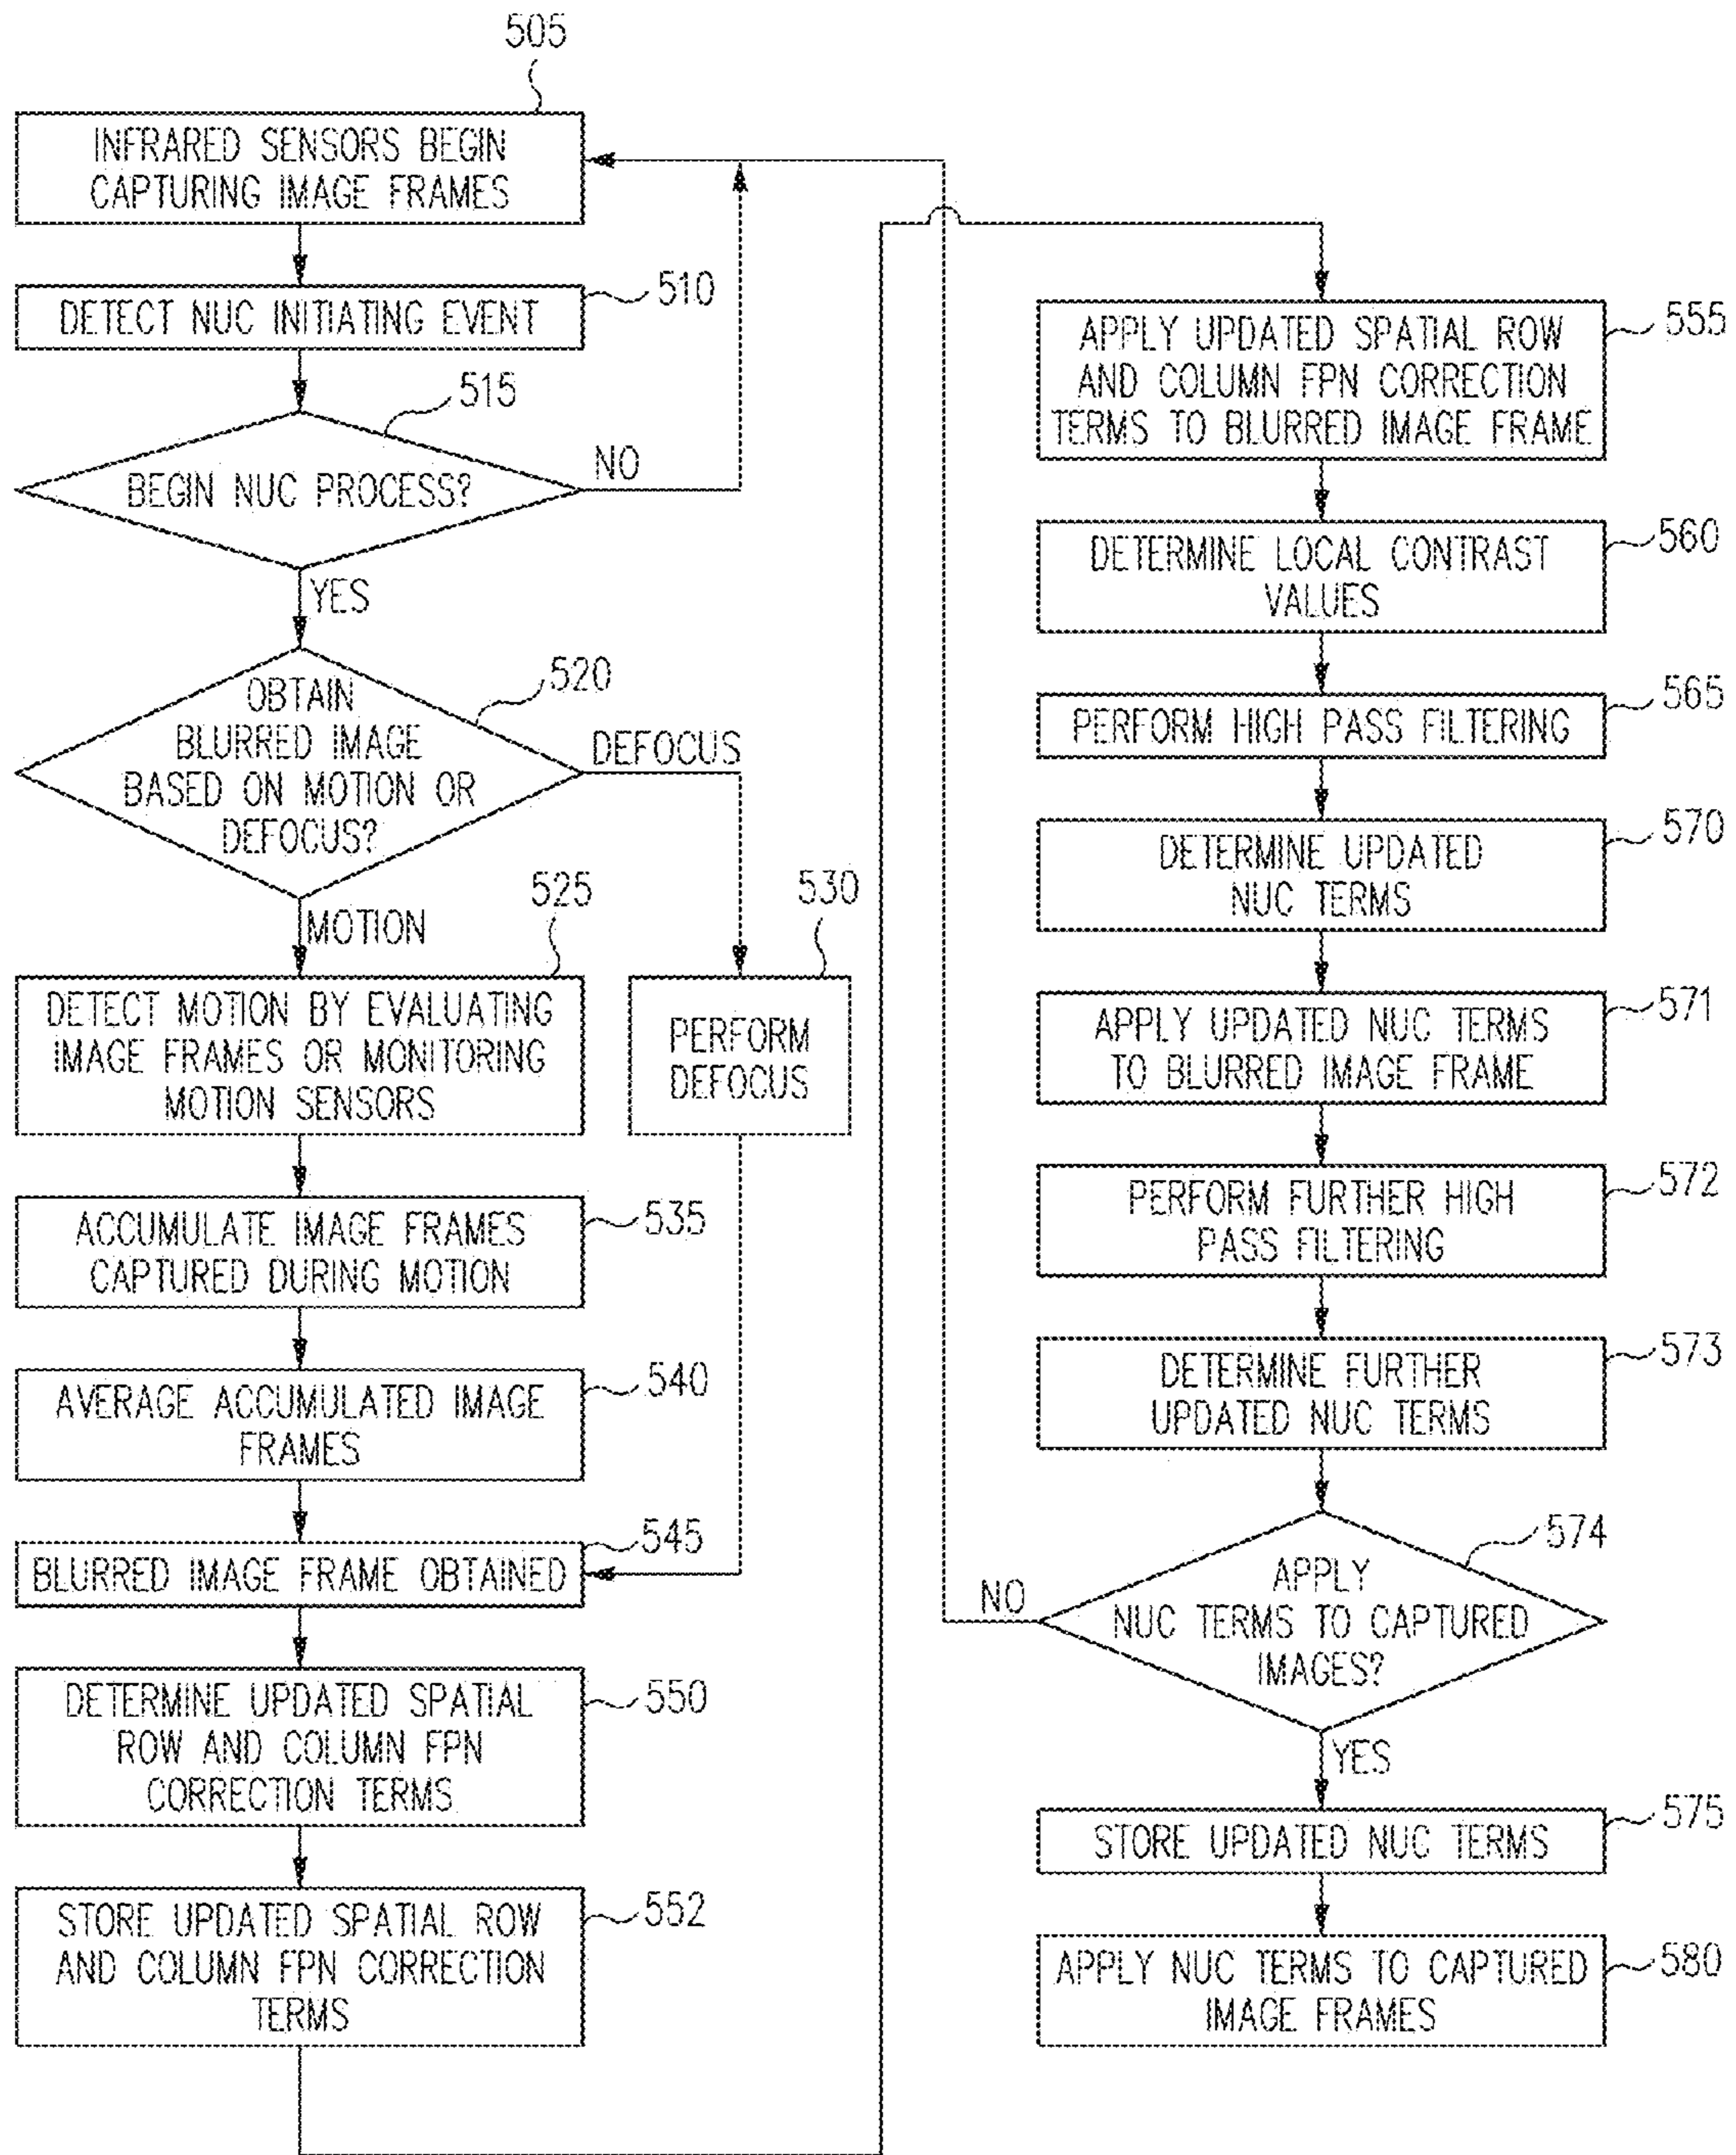 505
INFRARED SENSORS BEGIN
CAPTURING IMAGE FRAMES
510
DETECT NUC INITIATING EVENT
515
BEGIN NUC PROCESS?
NO
YES
520
OBTAIN
BLURRED IMAGE
BASED ON MOTION OR
DEFOCUS?
DEFOCUS
MOTION
525
DETECT MOTION BY EVALUATING
IMAGE FRAMES OR MONITORING
MOTION SENSORS
530
PERFORM
DEFOCUS
535
ACCUMULATE IMAGE FRAMES
CAPTURED DURING MOTION
540
AVERAGE ACCUMULATED IMAGE
FRAMES
545
BLURRED IMAGE FRAME OBTAINED
550
DETERMINE UPDATED SPATIAL
ROW AND COLUMN FPN
CORRECTION TERMS
552
STORE UPDATED SPATIAL ROW
AND COLUMN FPN CORRECTION
TERMS
555
APPLY UPDATED SPATIAL ROW
AND COLUMN FPN CORRECTION
TERMS TO BLURRED IMAGE FRAME
560
DETERMINE LOCAL CONTRAST
VALUES
565
PERFORM HIGH PASS FILTERING
570
DETERMINE UPDATED
NUC TERMS
571
APPLY UPDATED NUC TERMS
TO BLURRED IMAGE FRAME
572
PERFORM FURTHER HIGH
PASS FILTERING
573
DETERMINE FURTHER
UPDATED NUC TERMS
574
APPLY
NUC TERMS TO CAPTURED
IMAGES?
NO
YES
575
STORE UPDATED NUC TERMS
580
APPLY NUC TERMS TO CAPTURED
IMAGE FRAMES